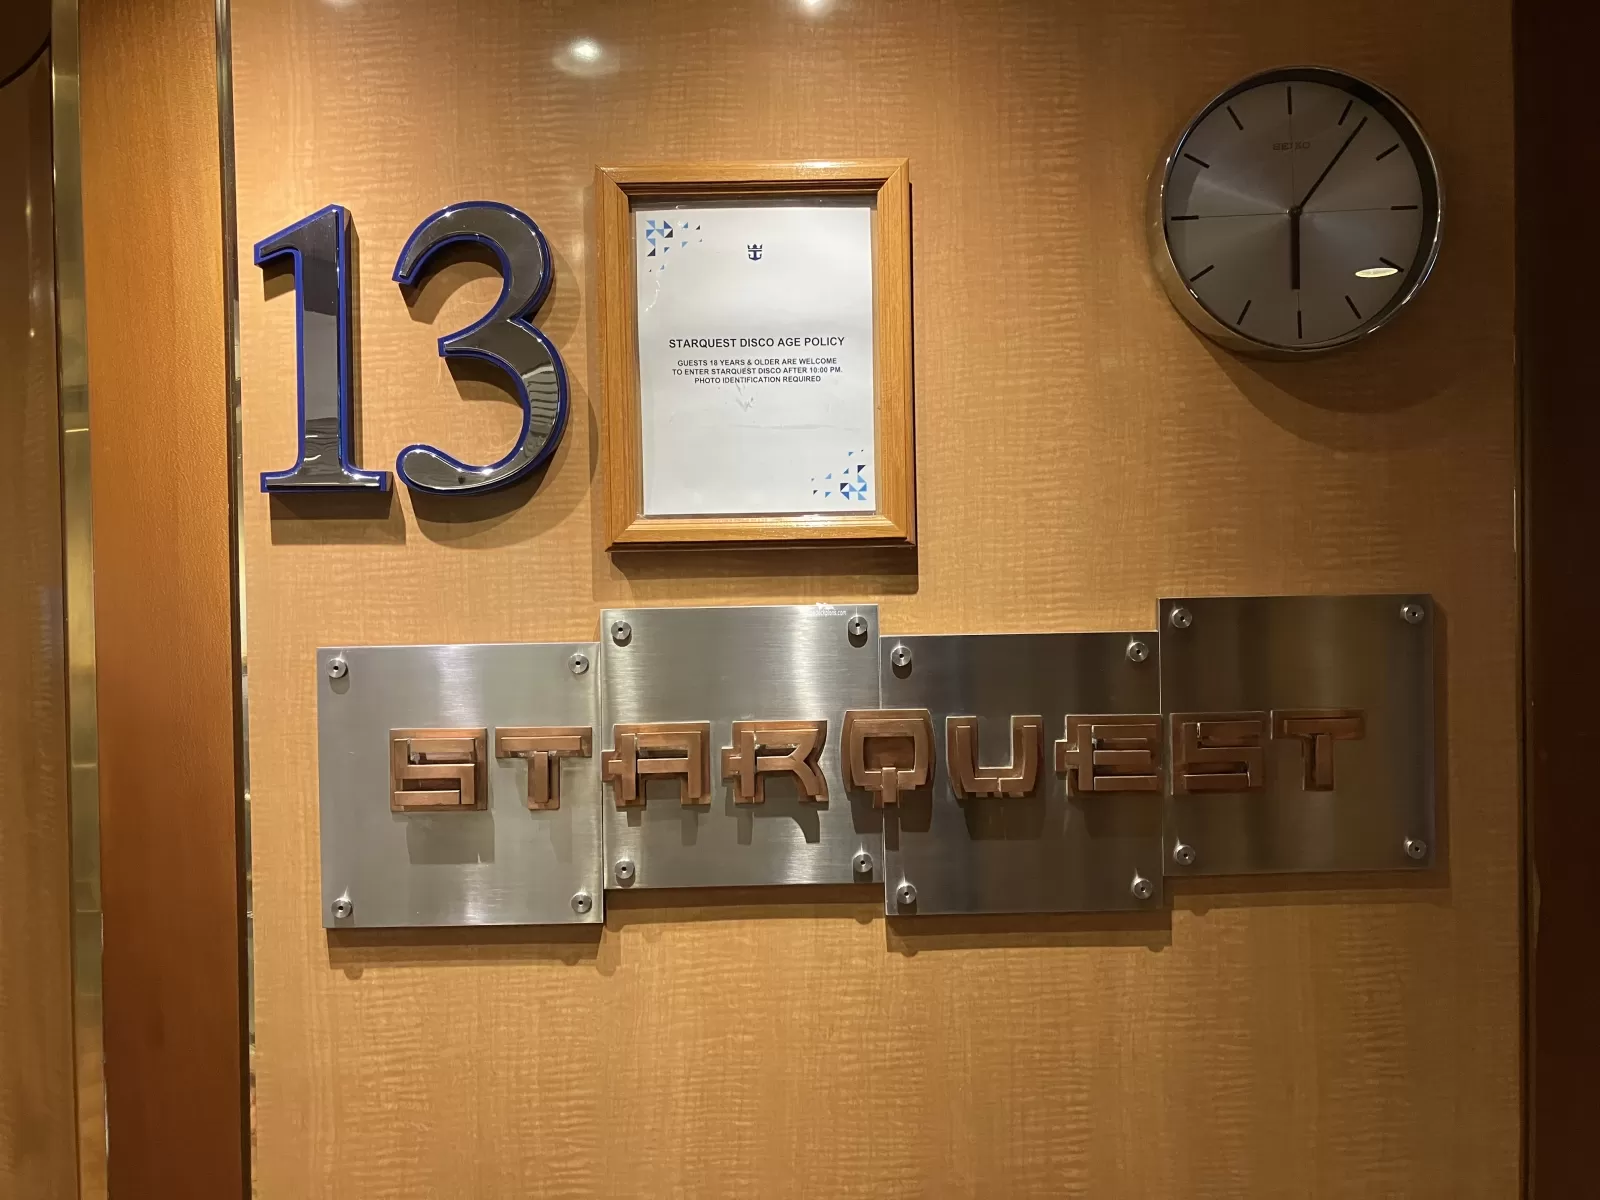 13
SEIKO
STARQUEST DISCO AGE POLICY
GUESTS 18 YEARS & OLDER ARE WELCOME
TO ENTER STARQUEST DISCO AFTER 10:00 PM.
PHOTO IDENTIFICATION REQUIRED
STARQUEST